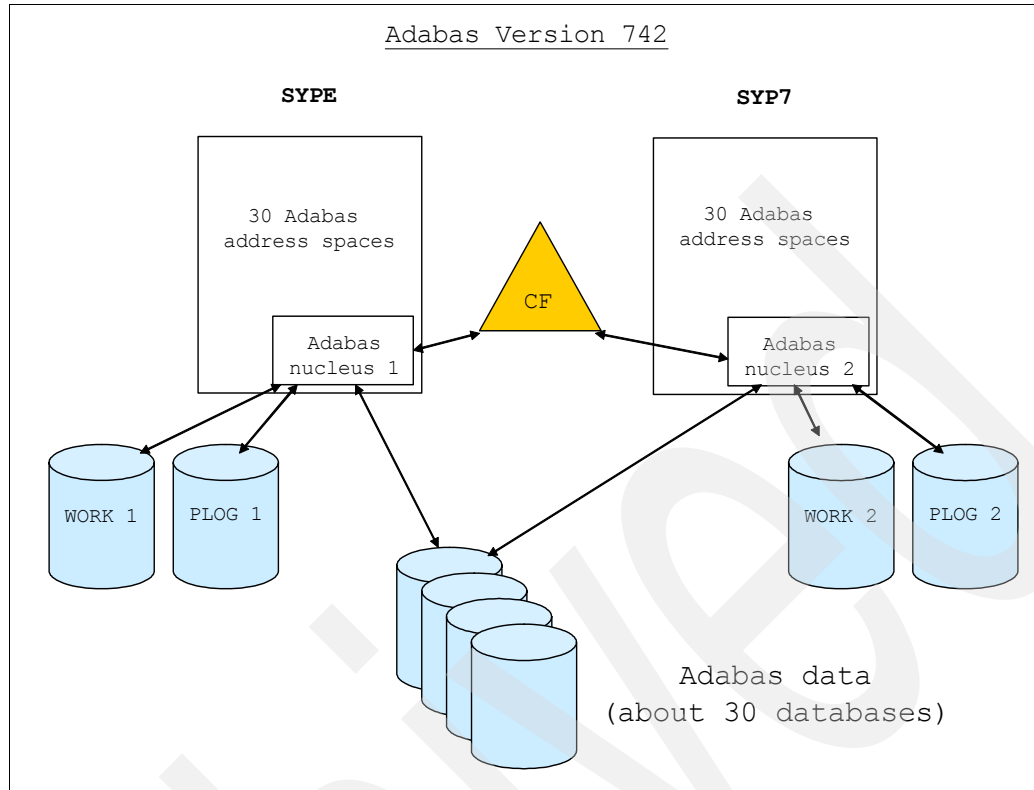 Adabas Version 742
SYPE
SYP7
30 Adabas
address spaces
30 Adabas
address spaces
CF
Adabas
nucleus 1
Adabas
nucleus 2
WORK 1
PLOG 1
WORK 2
PLOG 2
Adabas data
(about 30 databases)